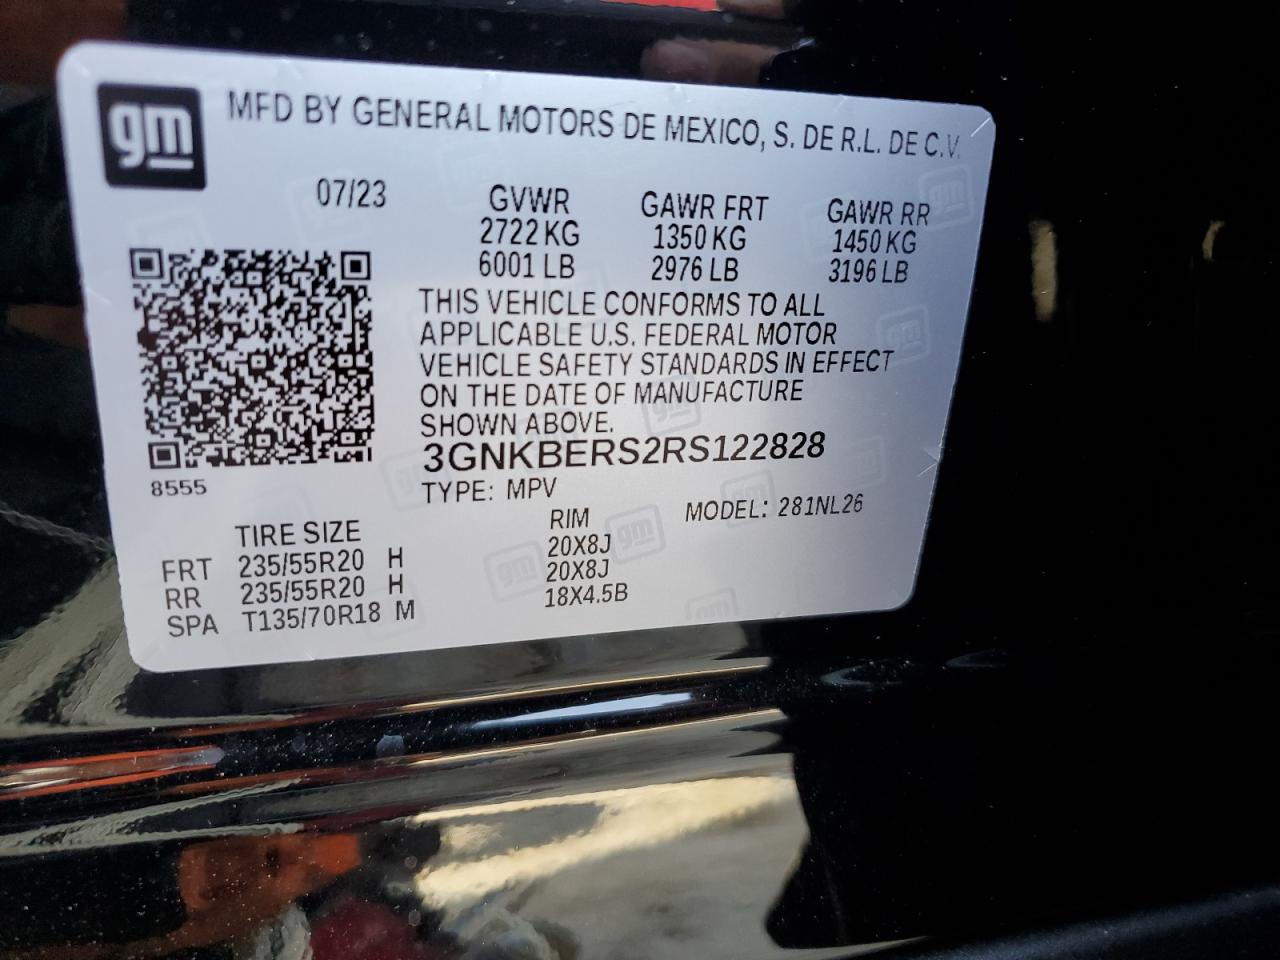 gm
MFD BY GENERAL MOTORS DE MEXICO, S. DE R.L. DE C.V.
07/23
GVWR GAWR FRT GAWR RR
2722 KG 1350 KG 1450 KG
6001 LB 2976 LB 3196 LB
THIS VEHICLE CONFORMS TO ALL
APPLICABLE U.S. FEDERAL MOTOR
VEHICLE SAFETY STANDARDS IN EFFECT
ON THE DATE OF MANUFACTURE
SHOWN ABOVE.
3GNKBERS2RS122828
8555
TYPE: MPV MODEL: 281NL26
TIRE SIZE RIM
FRT 235/55R20 H 20X8J
RR 235/55R20 H 20X8J
SPA T135/70R18 M 18X4.5B